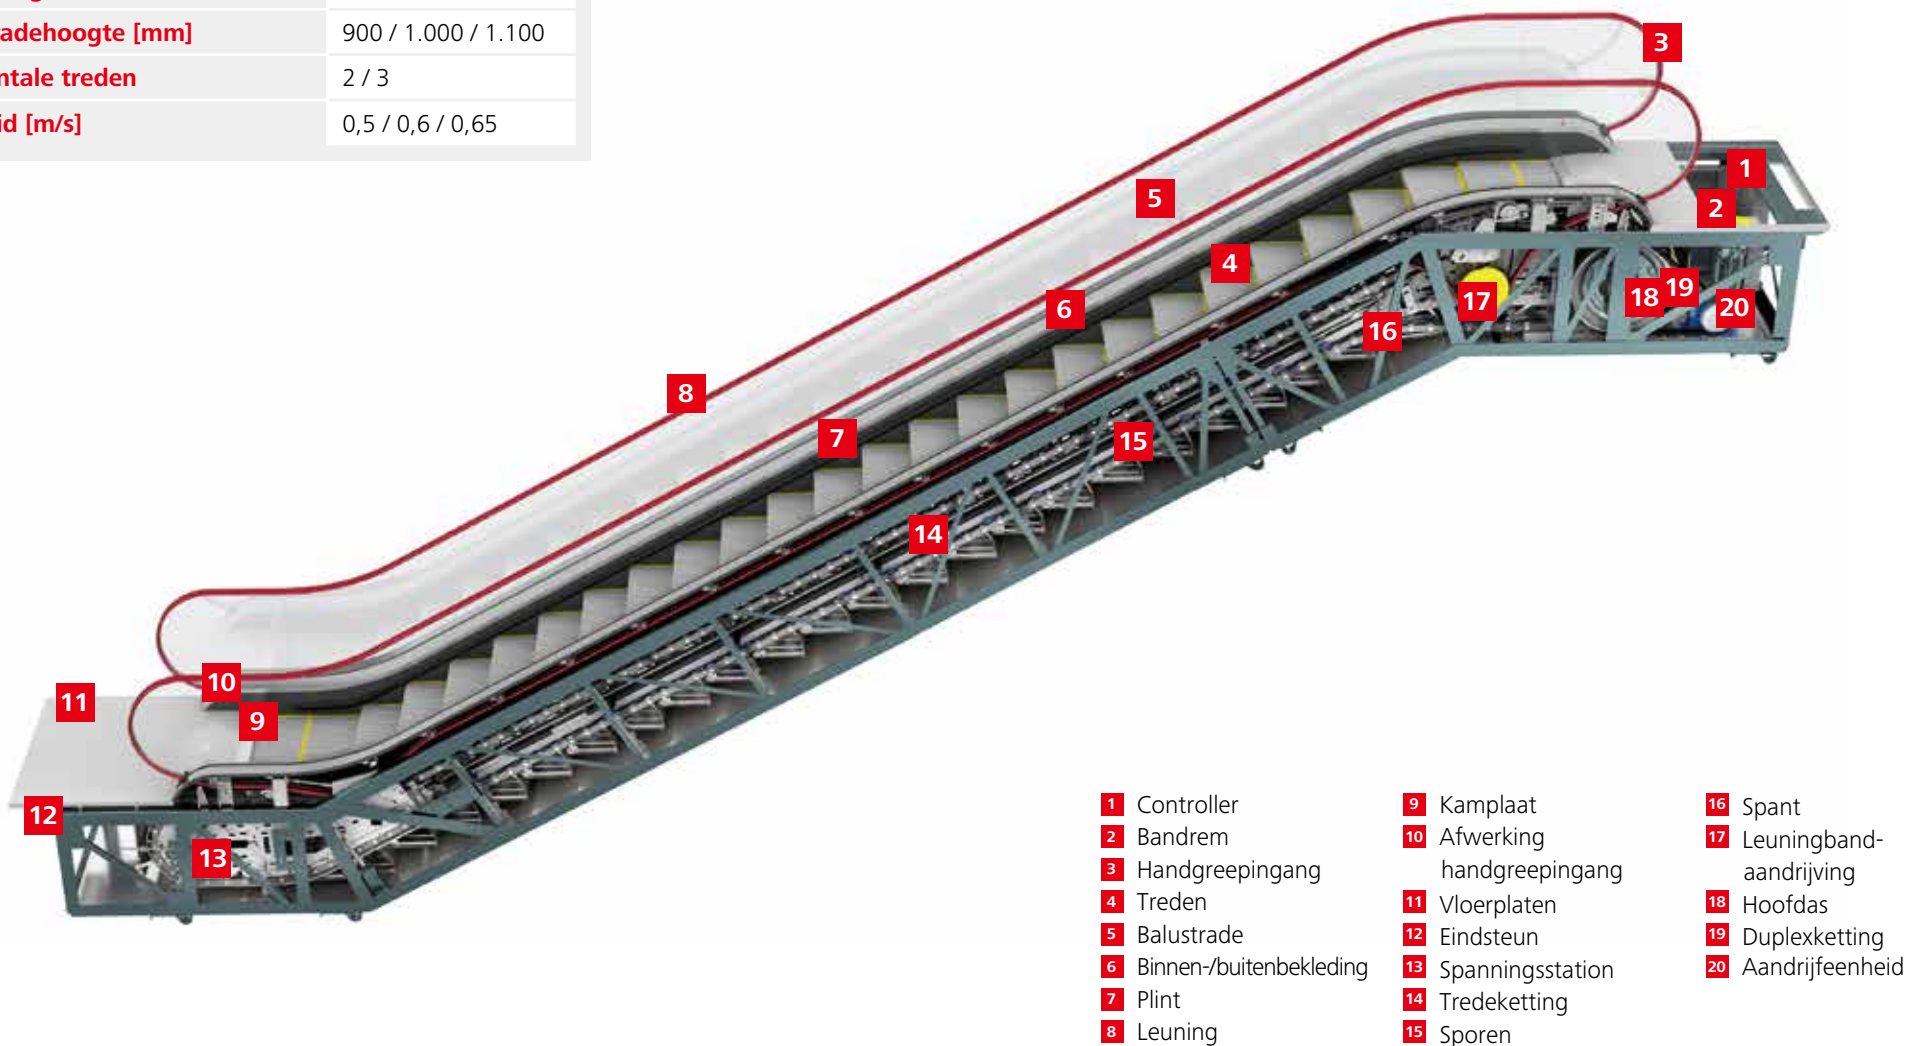 adehoogte [mm] 900 / 1.000 / 1.100
ntale treden 2 / 3
id [m/s] 0,5 / 0,6 / 0,65
3
1
5
2
4
19
17
18
6
20
16
8
7
15
14
10
11
9
12
13
1 Controller
2 Bandrem
3 Handgreepingang
4 Treden
5 Balustrade
6 Binnen-/buitenbekleding
7 Plint
8 Leuning
9 Kamplaat
10 Afwerking
handgreepingang
11 Vloerplaten
12 Eindsteun
13 Spanningsstation
14 Tredeketting
15 Sporen
16 Spant
17 Leuningband-
aandrijving
18 Hoofdas
19 Duplexketting
20 Aandrijfeenheid